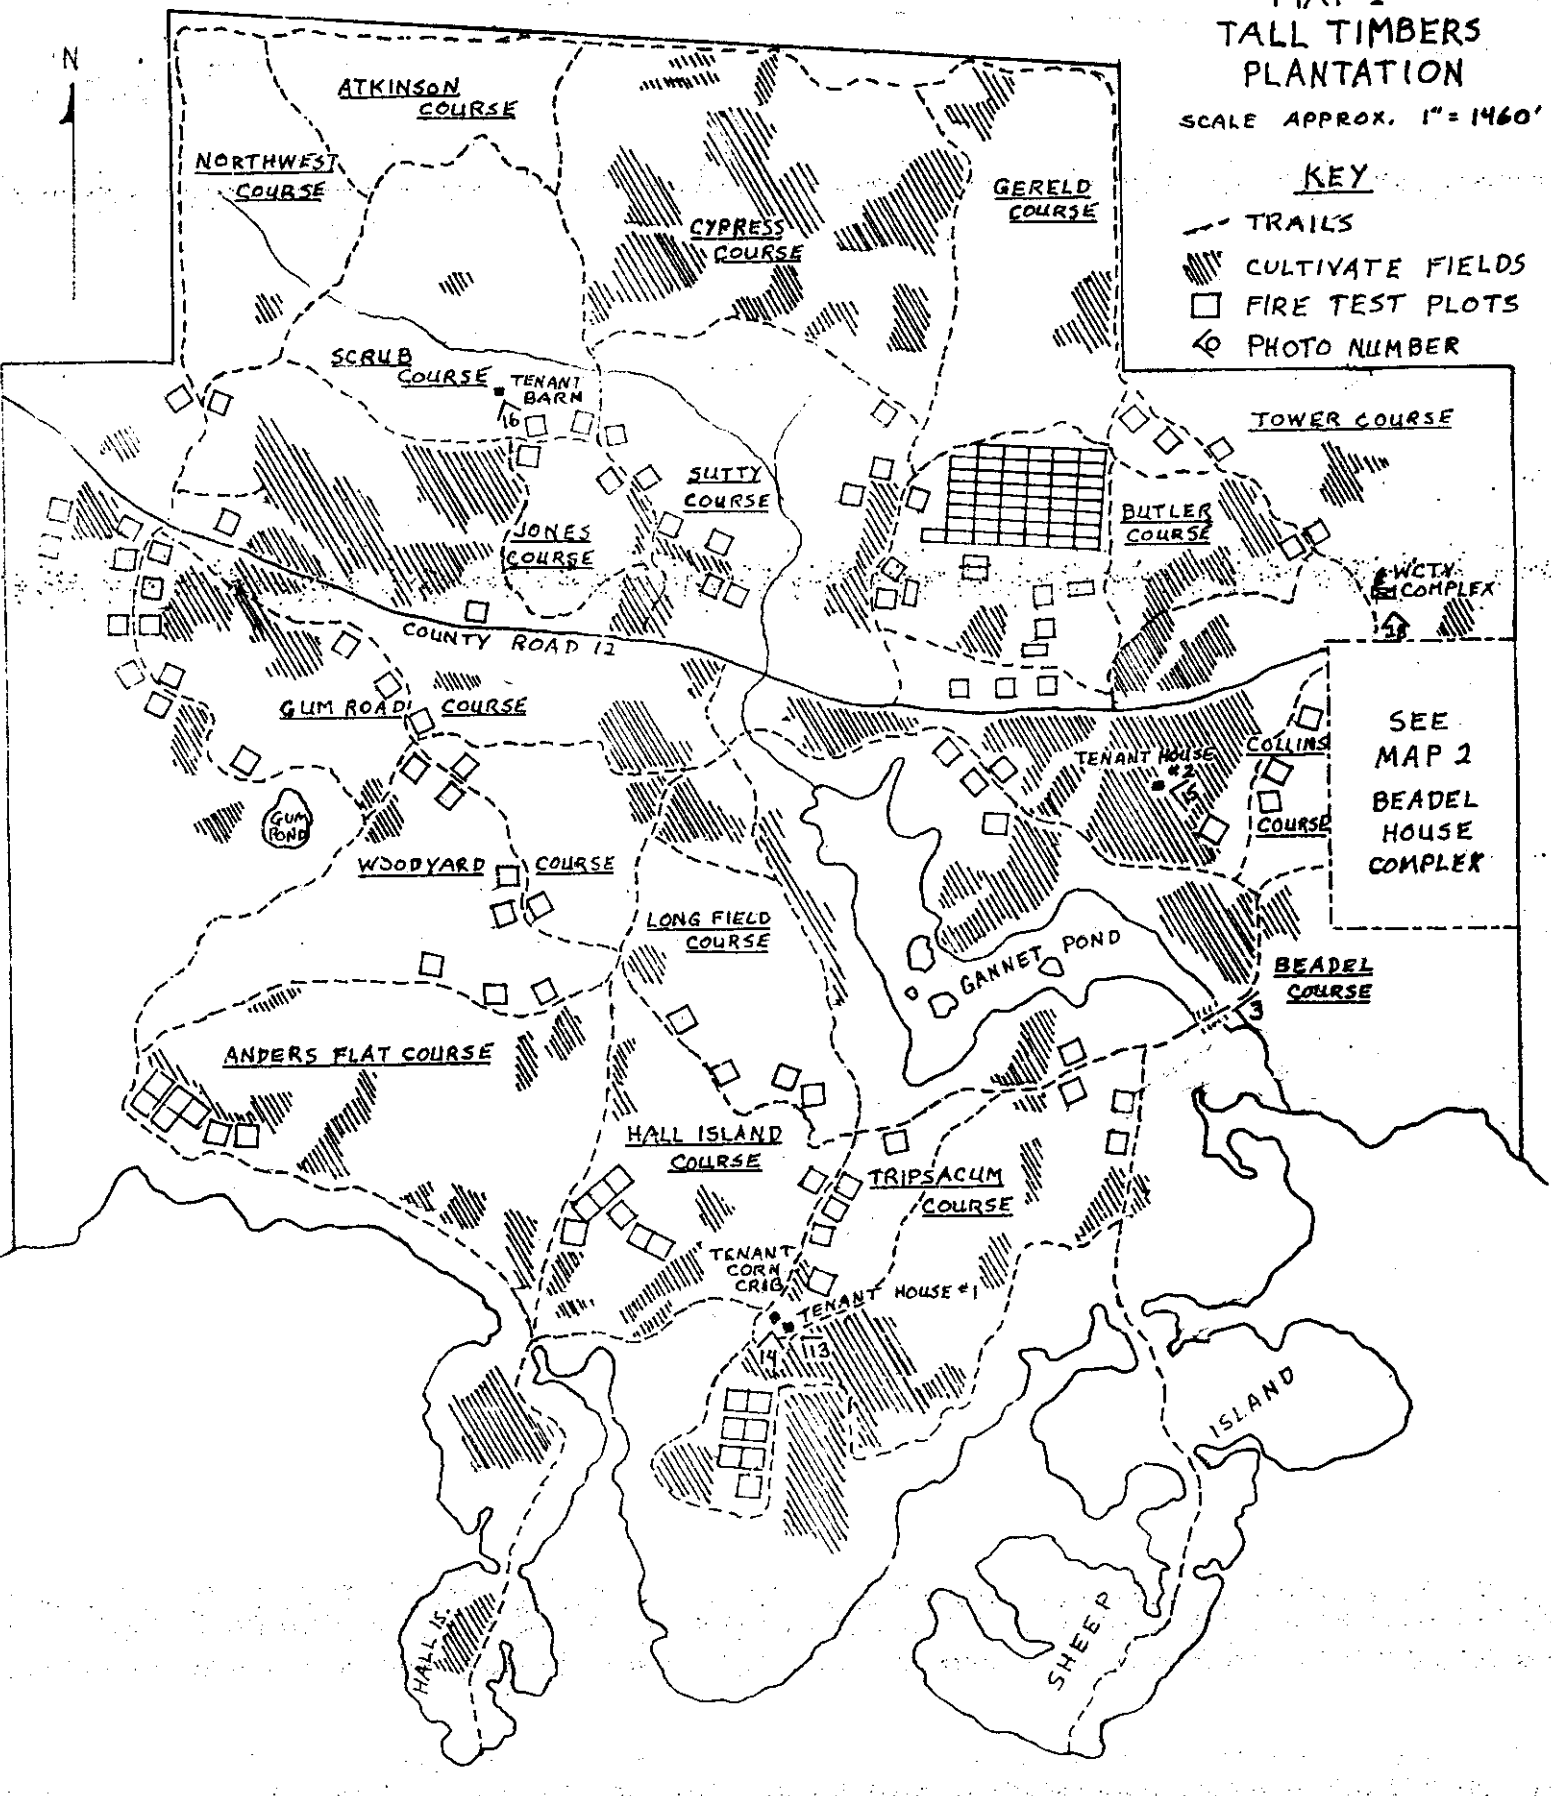 MAP 1
TALL TIMBERS
PLANTATION
SCALE APPROX. 1" = 1460'
KEY
TRAILS
CULTIVATE FIELDS
FIRE TEST PLOTS
PHOTO NUMBER
N
ATKINSON
COURSE
NORTHWEST
COURSE
CYPRESS
COURSE
GERELD
COURSE
SCRUB
COURSE
TENANT
BARN
16
TOWER COURSE
SUTTY
COURSE
JONES
COURSE
BUTLER
COURSE
WCTV
COMPLEX
COUNTY ROAD 12
GUM ROAD COURSE
SEE
MAP 2
BEADEL
HOUSE
COMPLEX
TENANT HOUSE
#2
15
COLLINS
COURSE
GUM
POND
WOODYARD COURSE
LONG FIELD
COURSE
GANNET POND
BEADEL
COURSE
3
ANDERS FLAT COURSE
HALL ISLAND
COURSE
TRIPSACUM
COURSE
TENANT
CORN
CRIB
TENANT HOUSE #1
14
13
ISLAND
SHEEP
HALL IS.